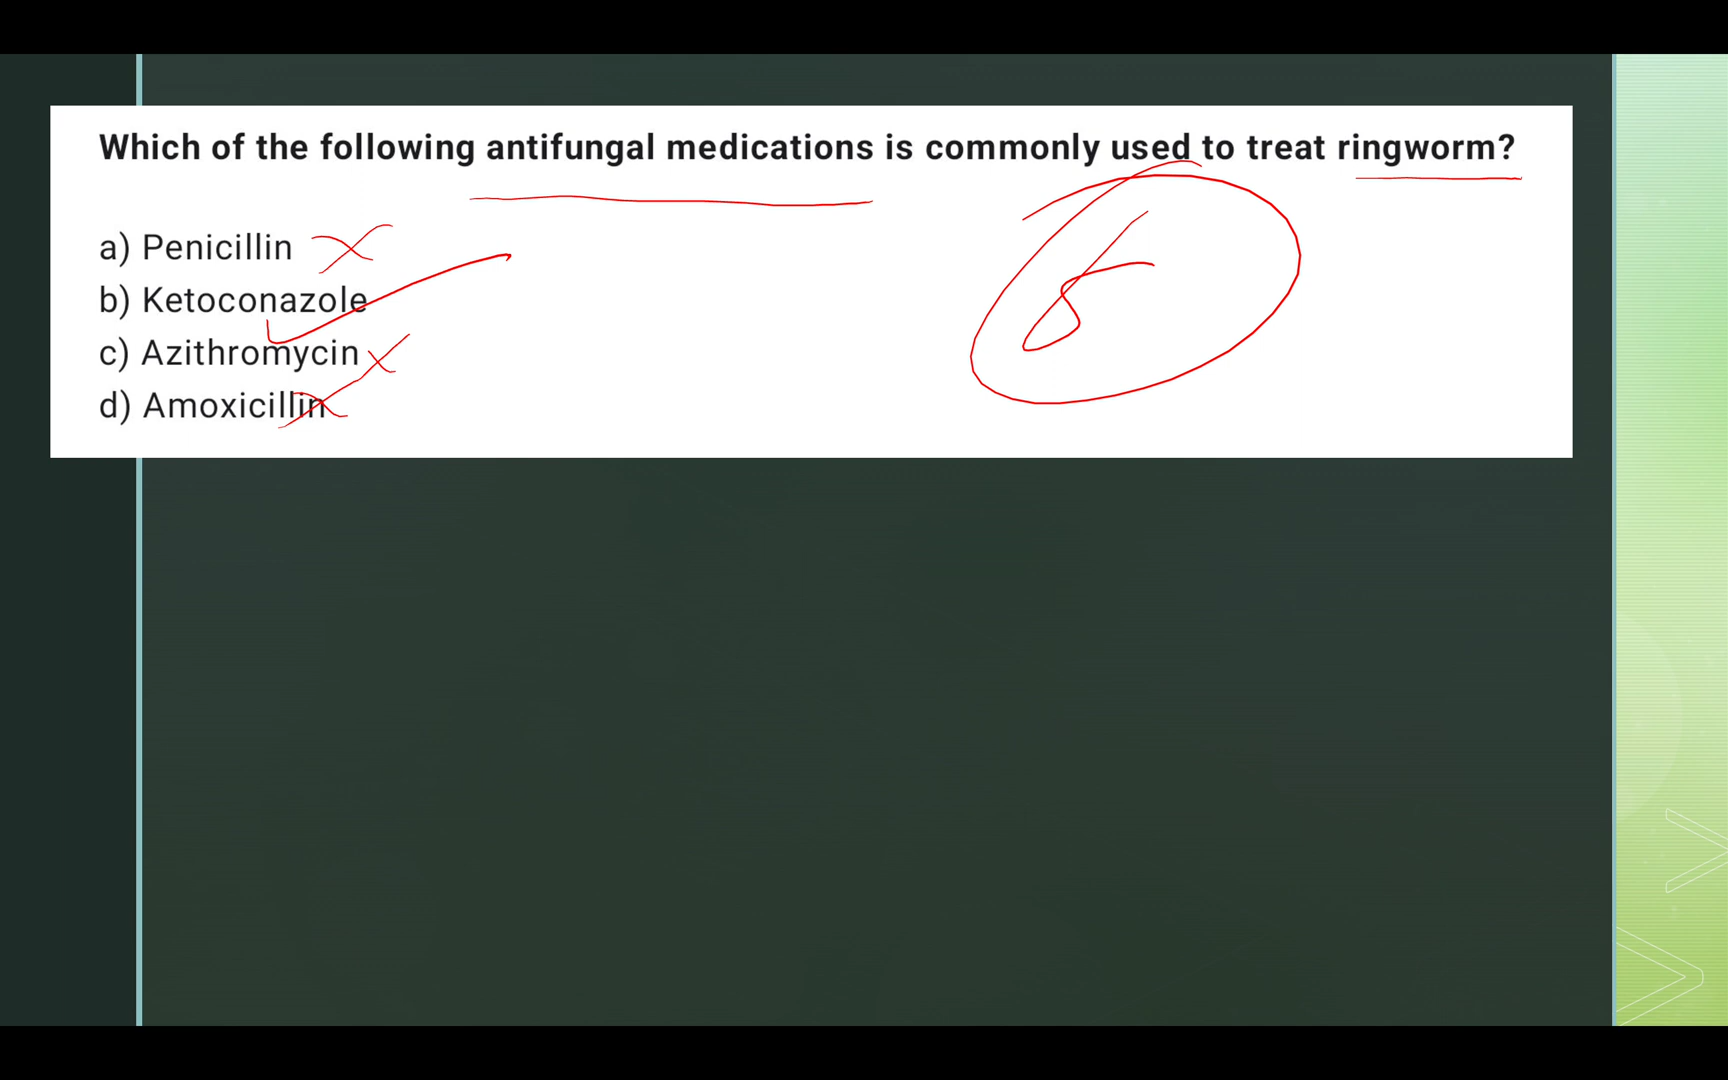 Which of the following antifungal medications is commonly used to treat ringworm?
a) Penicillin
b) Ketoconazole
c) Azithromycin
d) Amoxicillin